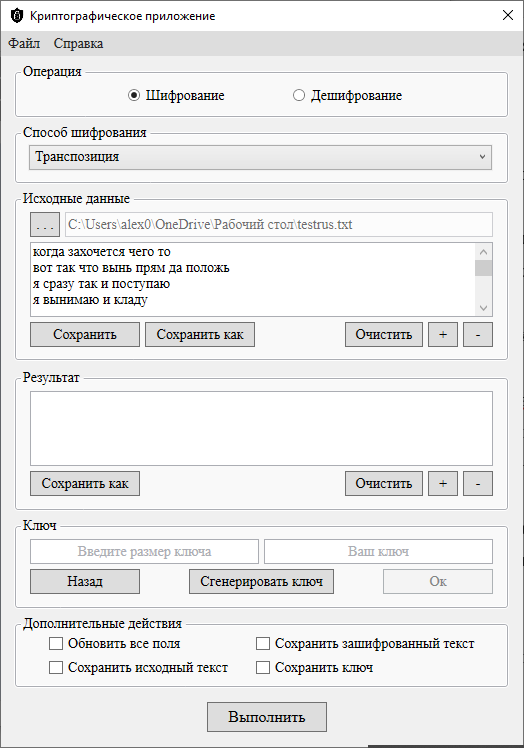 Криптографическое приложение
Файл Справка
Операция
Шифрование Дешифрование
Способ шифрования
Транспозиция
Исходные данные
. . . C:\Users\alex0\OneDrive\Рабочий стол\testrus.txt
когда захочется чего то
вот так что вынь прям да положь
я сразу так и поступаю
я вынимаю и кладу
Сохранить Сохранить как Очистить + -
Результат
Сохранить как Очистить + -
Ключ
Введите размер ключа Ваш ключ
Назад Сгенерировать ключ Ок
Дополнительные действия
Обновить все поля Сохранить зашифрованный текст
Сохранить исходный текст Сохранить ключ
Выполнить